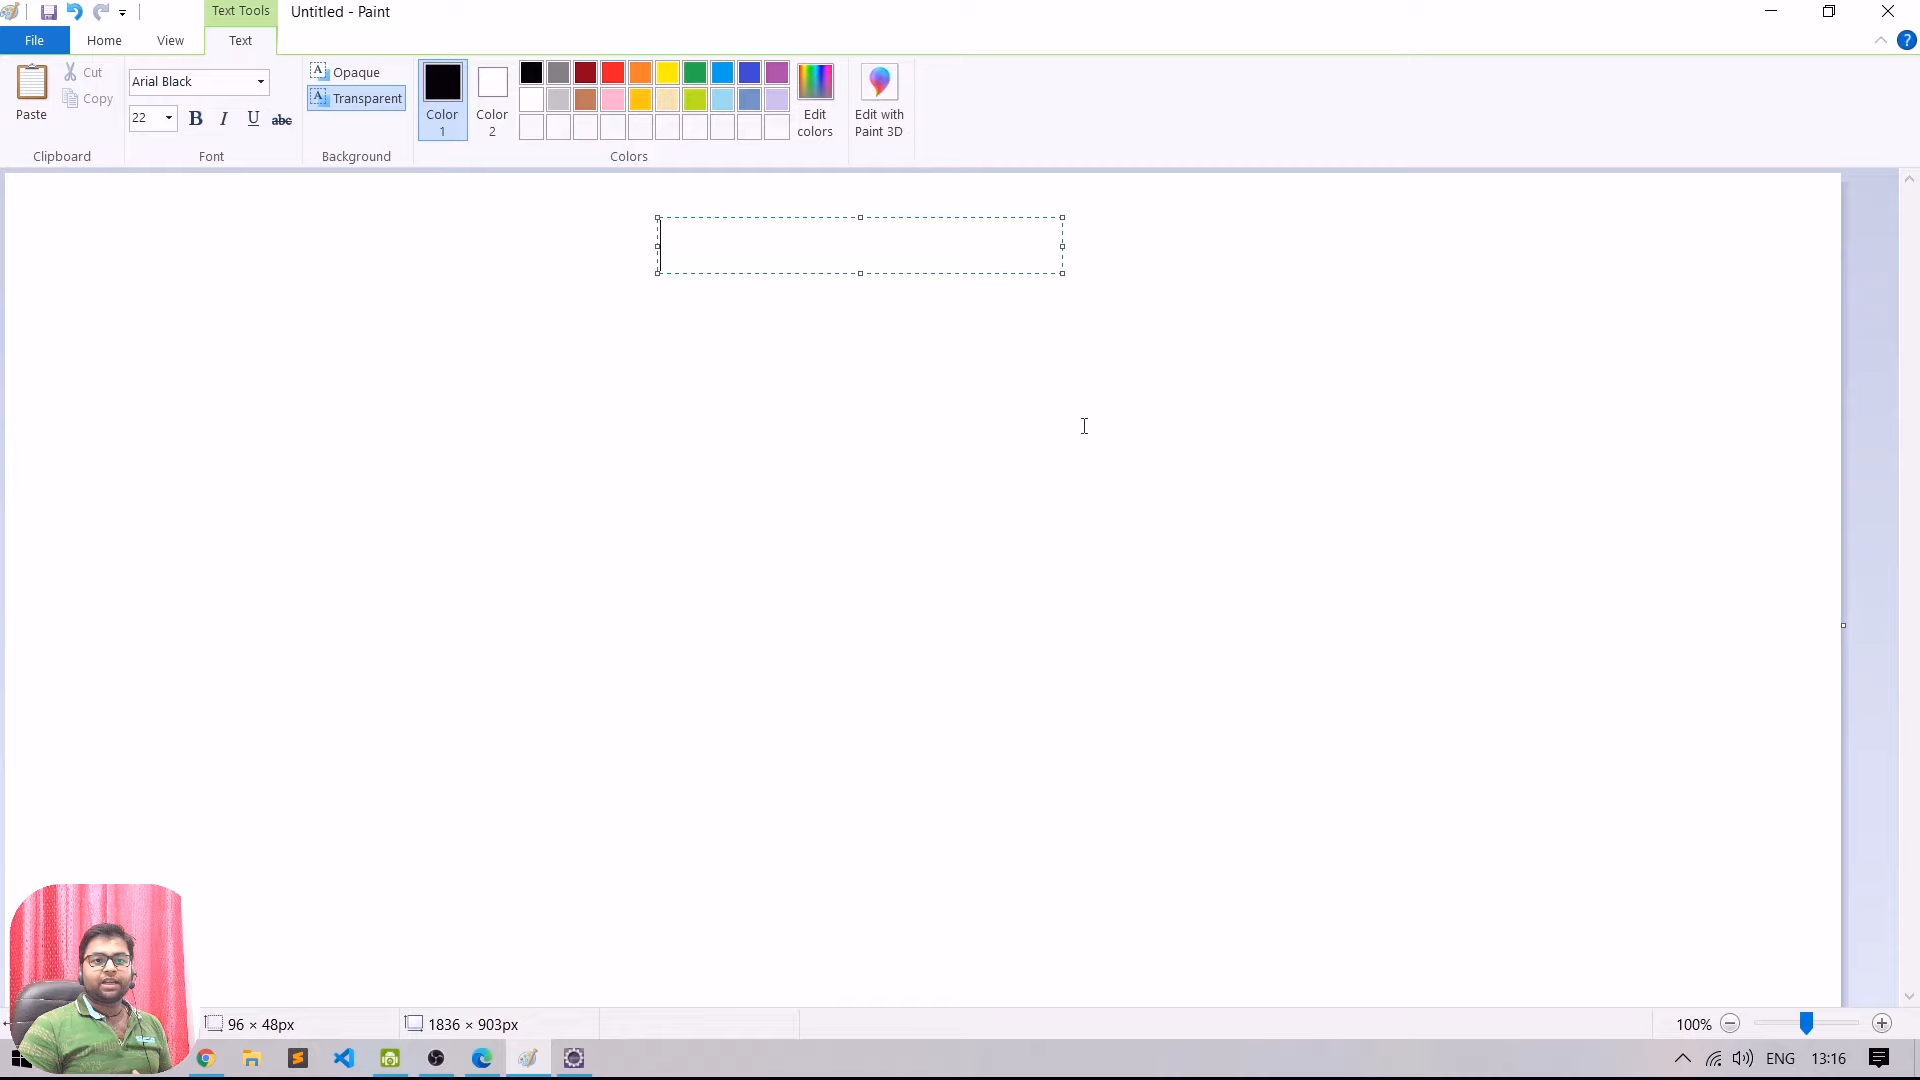 Text Tools
Untitled - Paint
File
Home
View
Text
Paste
Cut
Copy
Clipboard
Arial Black
22
B I U abc
Font
Opaque
Transparent
Background
Color
1
Color
2
Colors
Edit
colors
Edit with
Paint 3D
96 × 48px
1836 × 903px
100%
ENG
13:16